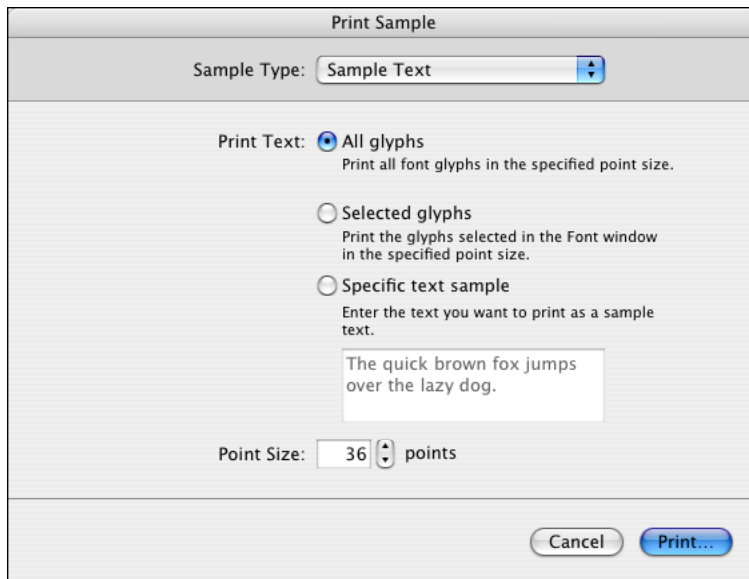 Print Sample
Sample Type: Sample Text
Print Text: All glyphs
Print all font glyphs in the specified point size.
Selected glyphs
Print the glyphs selected in the Font window
in the specified point size.
Specific text sample
Enter the text you want to print as a sample
text.
The quick brown fox jumps
over the lazy dog.
Point Size: 36 points
Cancel Print...